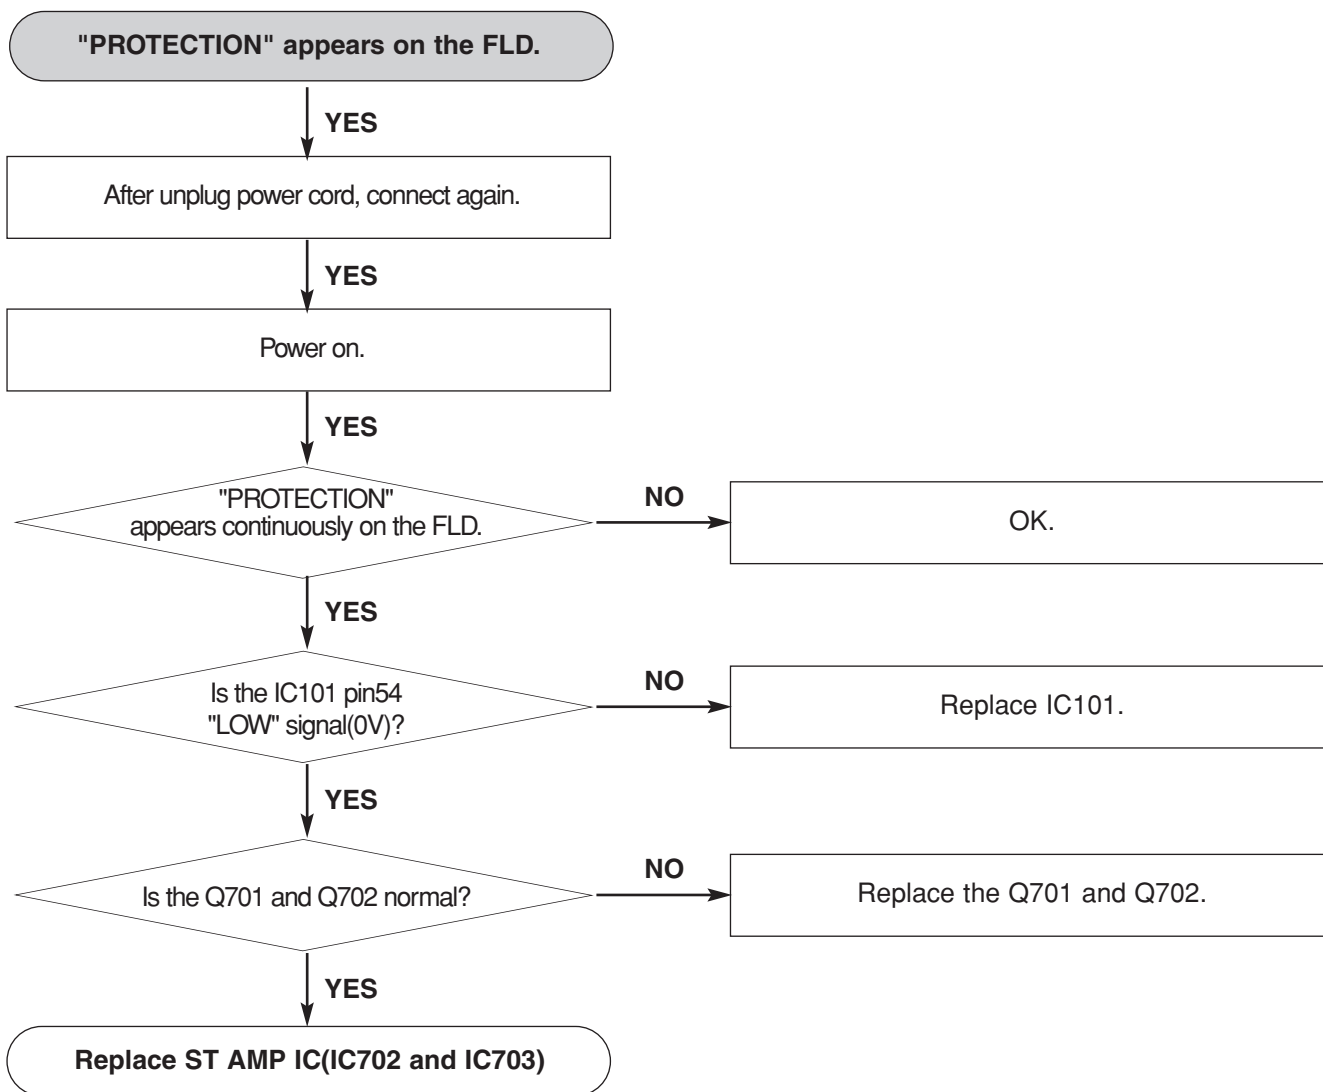 "PROTECTION" appears on the FLD.
YES
After unplug power cord, connect again.
YES
Power on.
YES
"PROTECTION"
appears continuously on the FLD.
NO
OK.
YES
Is the IC101 pin54
"LOW" signal(0V)?
NO
Replace IC101.
YES
Is the Q701 and Q702 normal?
NO
Replace the Q701 and Q702.
YES
Replace ST AMP IC(IC702 and IC703)